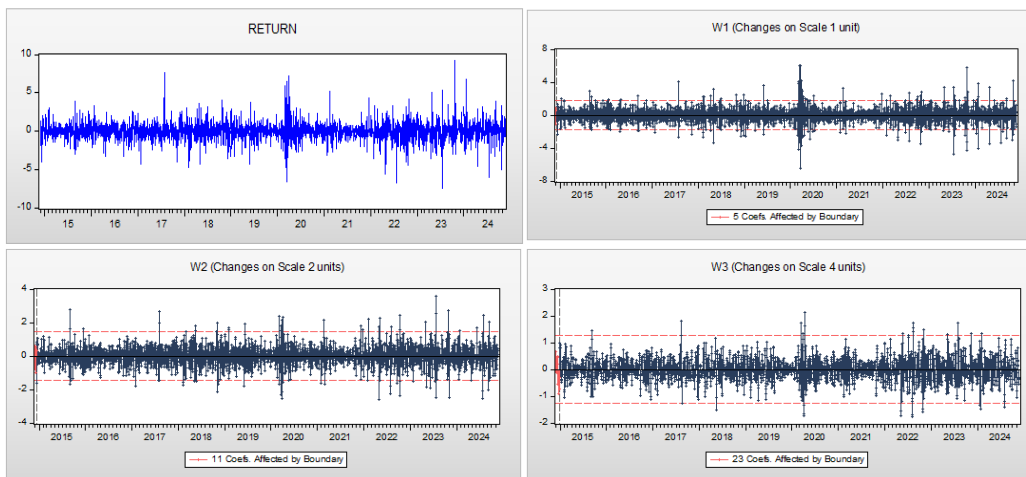 RETURN
10
5
0
-5
-10
15 16 17 18 19 20 21 22 23 24
W1 (Changes on Scale 1 unit)
8
4
0
-4
-8
2015 2016 2017 2018 2019 2020 2021 2022 2023 2024
5 Coefs. Affected by Boundary
W2 (Changes on Scale 2 units)
4
2
0
-2
-4
2015 2016 2017 2018 2019 2020 2021 2022 2023 2024
11 Coefs. Affected by Boundary
W3 (Changes on Scale 4 units)
3
2
1
0
-1
-2
2015 2016 2017 2018 2019 2020 2021 2022 2023 2024
23 Coefs. Affected by Boundary